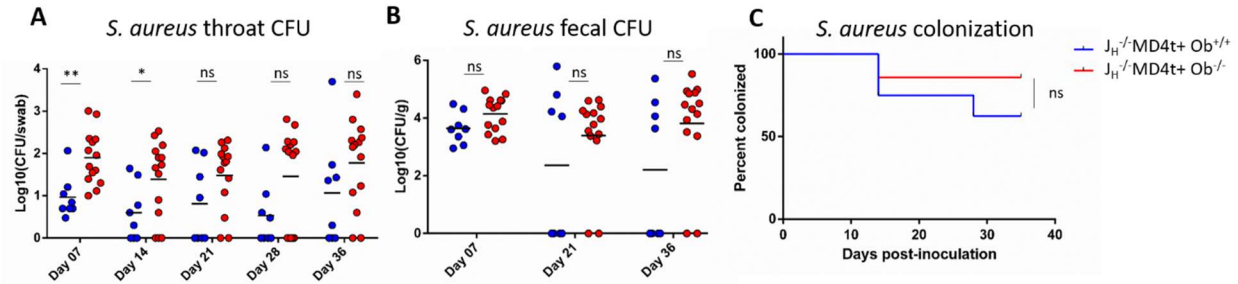 A
S. aureus throat CFU
Log10(CFU/swab)
4
3
2
1
0
**
*
ns
ns
ns
Day 07
Day 14
Day 21
Day 28
Day 36
B
S. aureus fecal CFU
Log10(CFU/g)
6
4
2
0
ns
ns
ns
Day 07
Day 21
Day 36
C
S. aureus colonization
Percent colonized
100
50
0
0
10
20
30
40
Days post-inoculation
J_H^-/-MD4t+ Ob^+/+
J_H^-/-MD4t+ Ob^-/-
ns